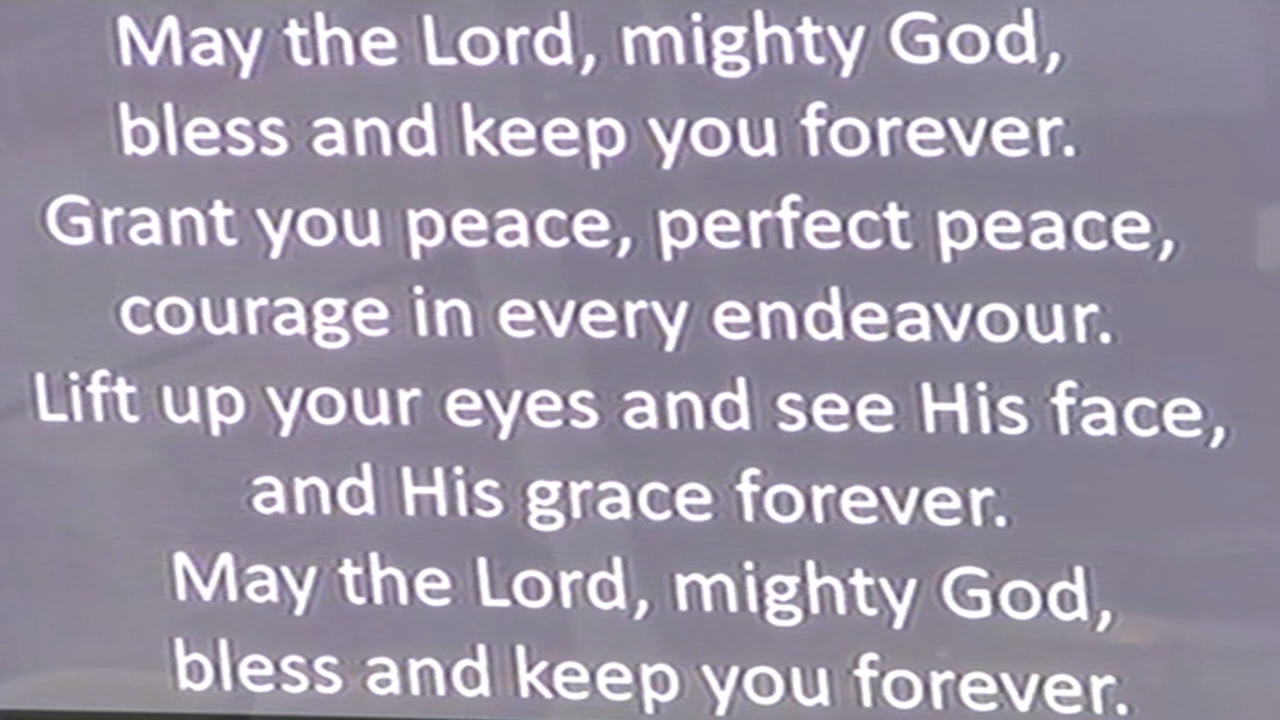 May the Lord, mighty God,
bless and keep you forever.
Grant you peace, perfect peace,
courage in every endeavour.
Lift up your eyes and see His face,
and His grace forever.
May the Lord, mighty God,
bless and keep you forever.